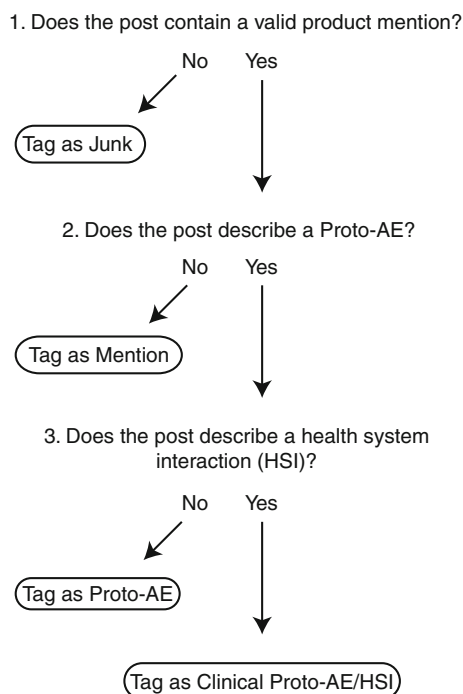 1. Does the post contain a valid product mention?
No Yes
Tag as Junk
2. Does the post describe a Proto-AE?
No Yes
Tag as Mention
3. Does the post describe a health system
interaction (HSI)?
No Yes
Tag as Proto-AE
Tag as Clinical Proto-AE/HSI